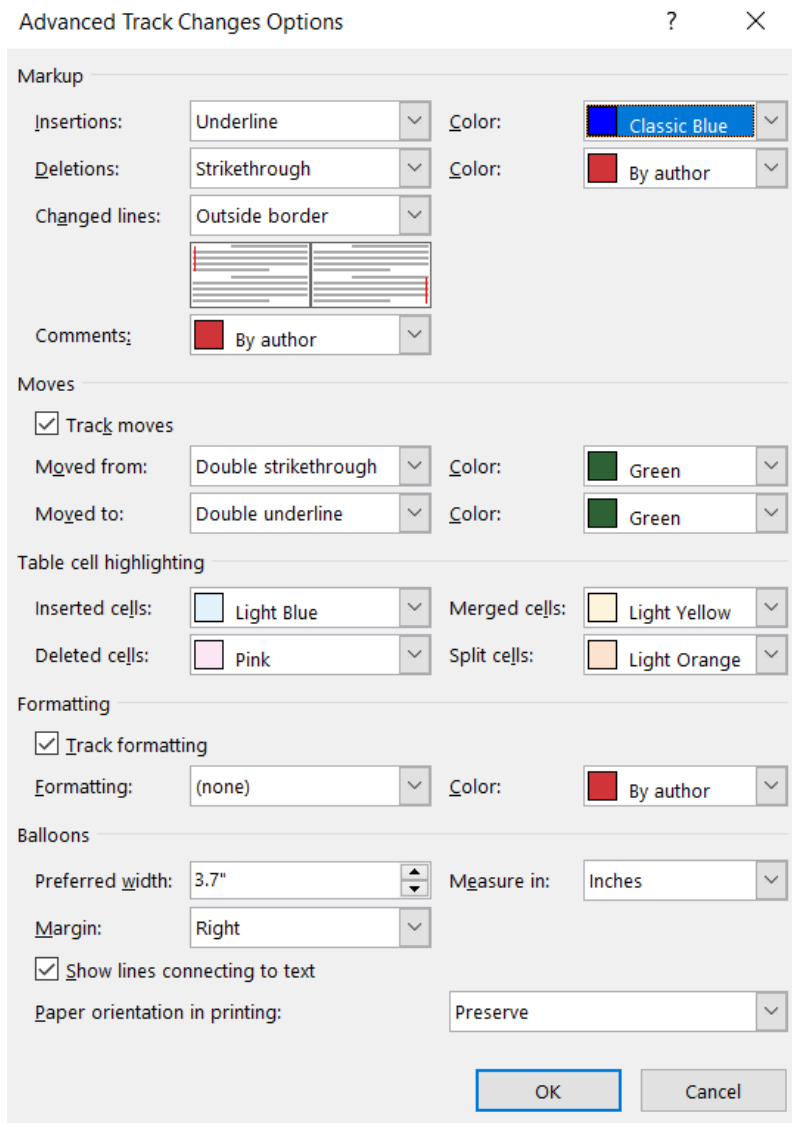 Advanced Track Changes Options ?
Markup
Insertions: Underline Color: Classic Blue
Deletions: Strikethrough Color: By author
Changed lines: Outside border
Comments: By author
Moves
Track moves
Moved from: Double strikethrough Color: Green
Moved to: Double underline Color: Green
Table cell highlighting
Inserted cells: Light Blue Merged cells: Light Yellow
Deleted cells: Pink Split cells: Light Orange
Formatting
Track formatting
Formatting: (none) Color: By author
Balloons
Preferred width: 3.7" Measure in: Inches
Margin: Right
Show lines connecting to text
Paper orientation in printing: Preserve
OK Cancel